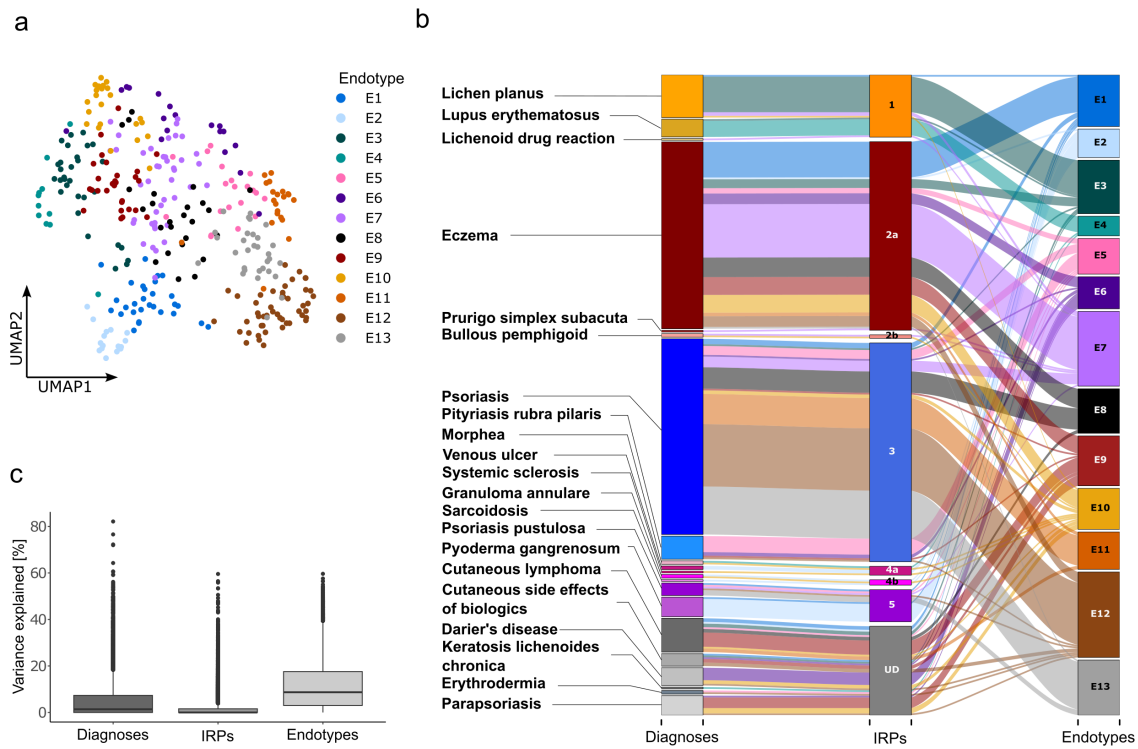 a
Endotype
E1
E2
E3
E4
E5
E6
E7
E8
E9
E10
E11
E12
E13
UMAP2
UMAP1
b
Lichen planus
Lupus erythematosus
Lichenoid drug reaction
Eczema
Prurigo simplex subacuta
Bullous pemphigoid
Psoriasis
Pityriasis rubra pilaris
Morphea
Venous ulcer
Systemic sclerosis
Granuloma annulare
Sarcoidosis
Psoriasis pustulosa
Pyoderma gangrenosum
Cutaneous lymphoma
Cutaneous side effects
of biologics
Darier's disease
Keratosis lichenoides
chronica
Erythrodermia
Parapsoriasis
1
2a
2b
3
4a
4b
5
UD
E1
E2
E3
E4
E5
E6
E7
E8
E9
E10
E11
E12
E13
Diagnoses
IRPs
Endotypes
c
Variance explained [%]
80
60
40
20
0
Diagnoses
IRPs
Endotypes